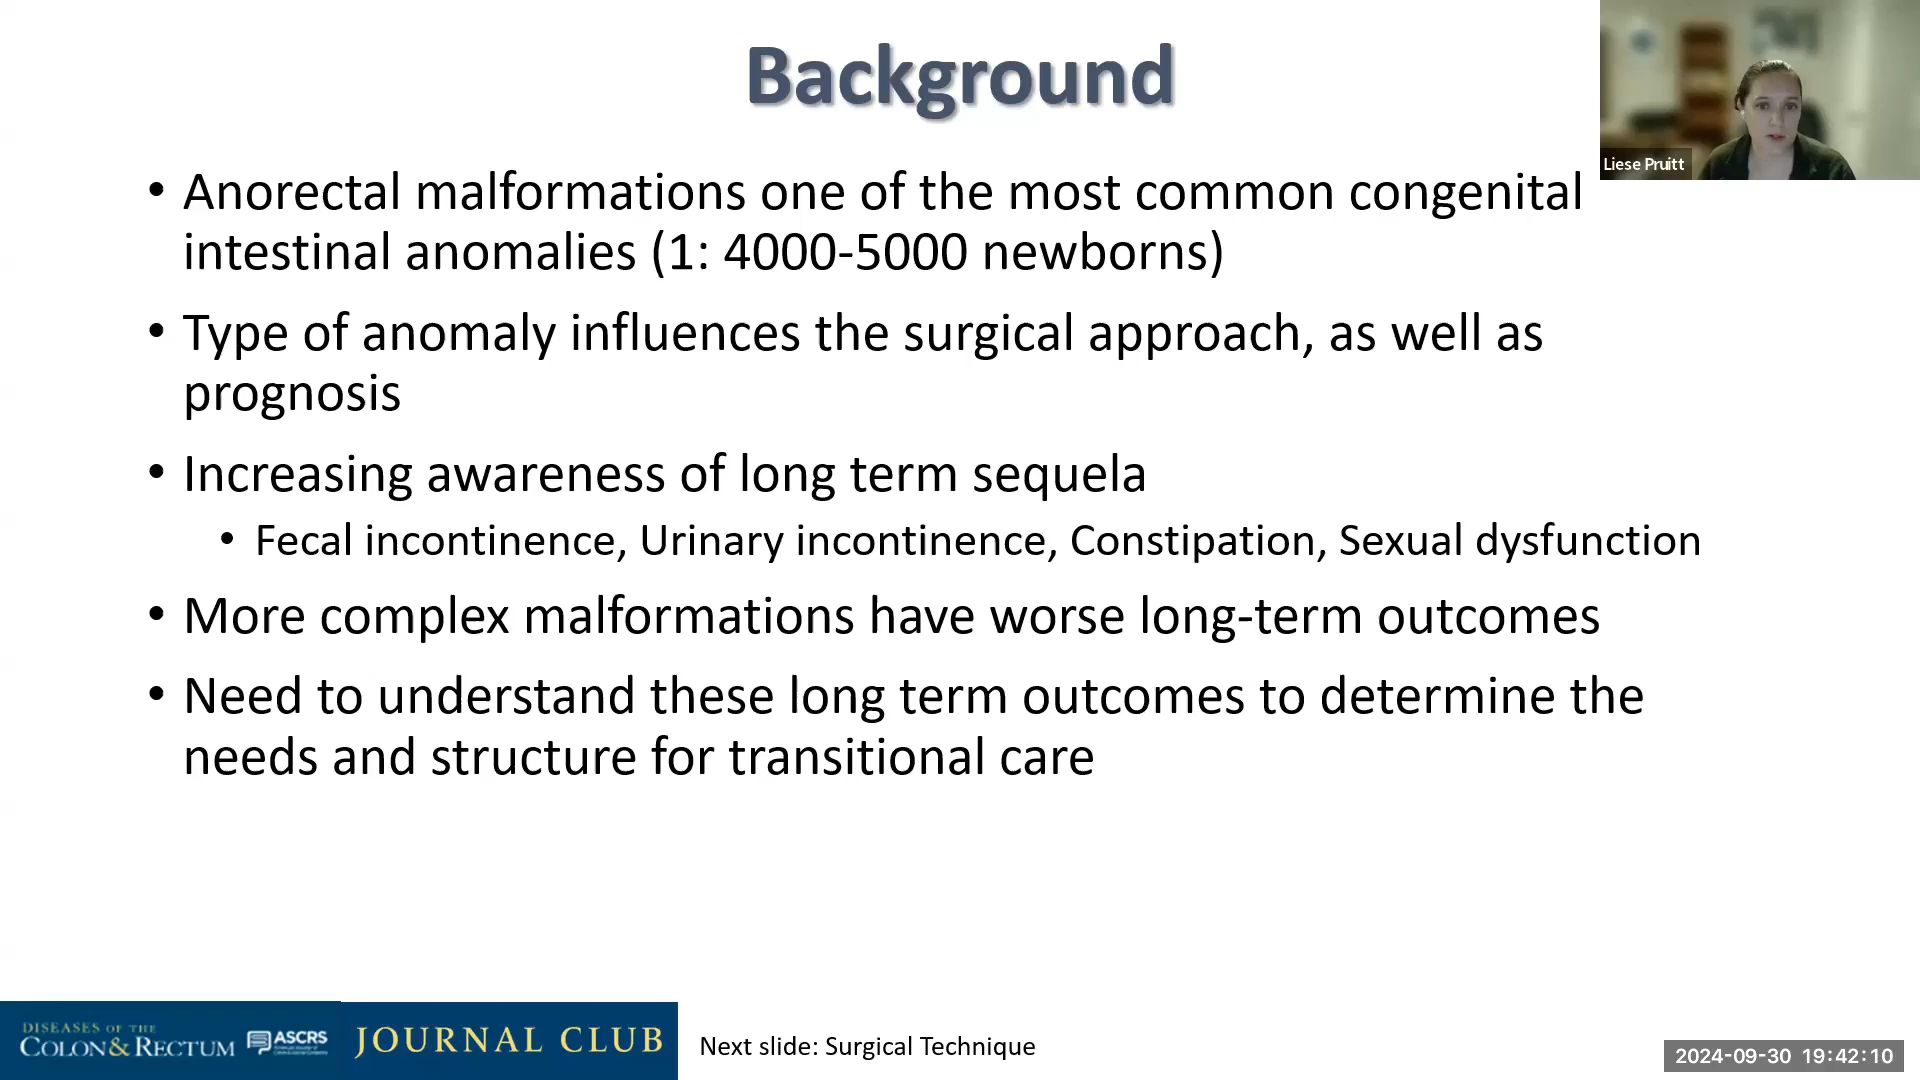 Background
Liese Pruitt
• Anorectal malformations one of the most common congenital
intestinal anomalies (1: 4000-5000 newborns)
• Type of anomaly influences the surgical approach, as well as
prognosis
• Increasing awareness of long term sequela
• Fecal incontinence, Urinary incontinence, Constipation, Sexual dysfunction
• More complex malformations have worse long-term outcomes
• Need to understand these long term outcomes to determine the
needs and structure for transitional care
DISEASES OF THE
COLON & RECTUM
ASCRS
JOURNAL CLUB
Next slide: Surgical Technique
2024-09-30 19:42:10